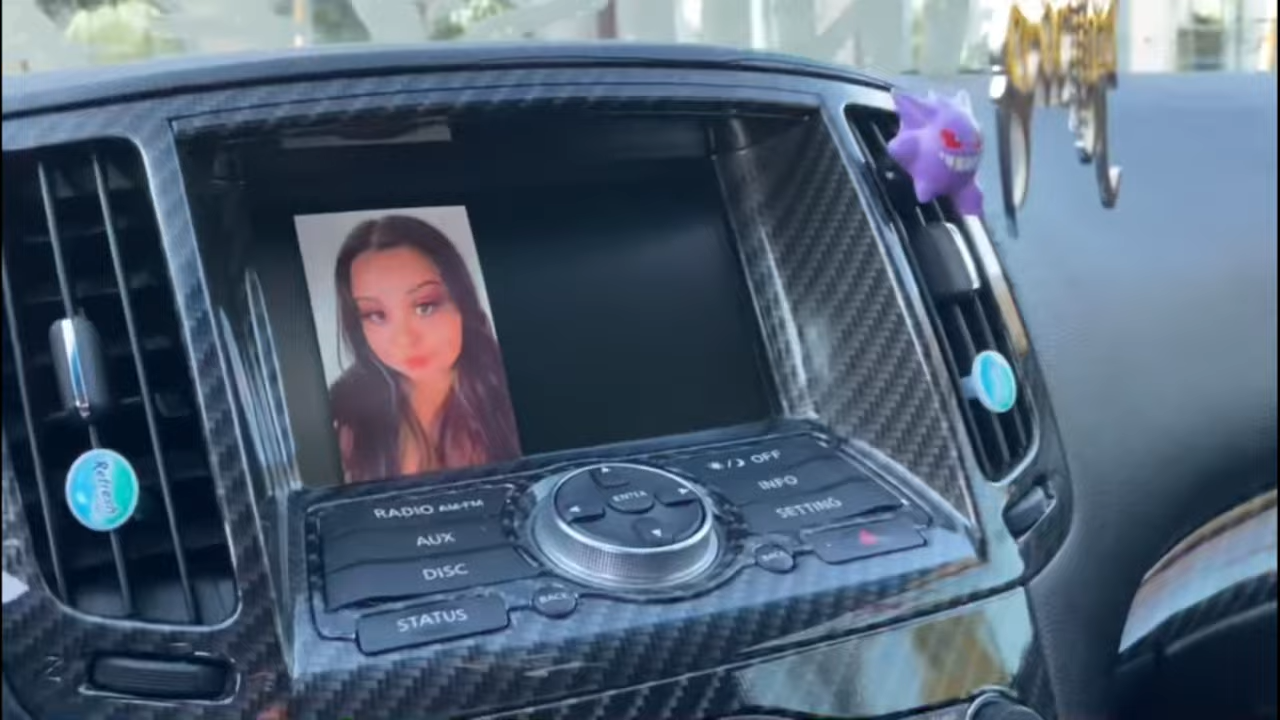 Refresh
RADIO AM•FM
AUX
DISC
STATUS
BACK
ENTER
OFF
INFO
SETTING
BACK